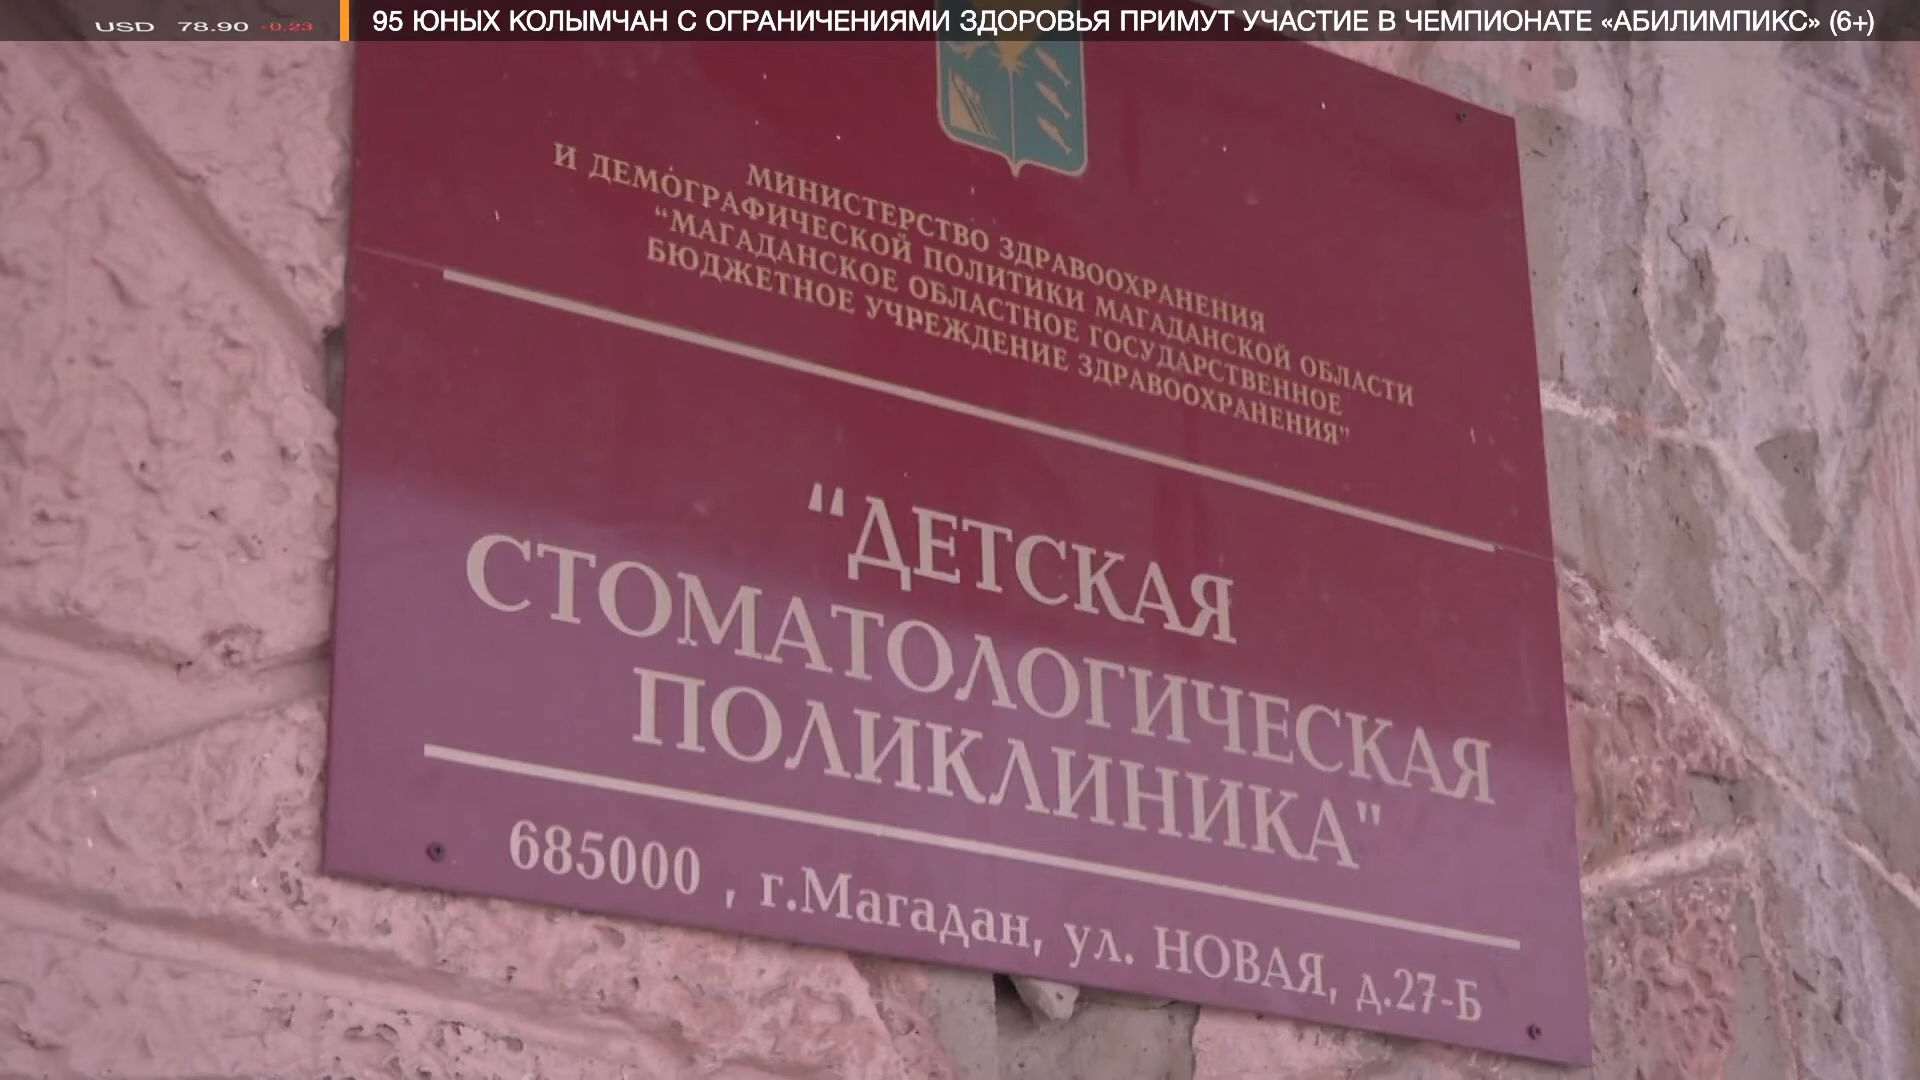 USD 78.90 -0.23
95 ЮНЫХ КОЛЫМЧАН С ОГРАНИЧЕНИЯМИ ЗДОРОВЬЯ ПРИМУТ УЧАСТИЕ В ЧЕМПИОНАТЕ «АБИЛИМПИКС» (6+)
МИНИСТЕРСТВО ЗДРАВООХРАНЕНИЯ
И ДЕМОГРАФИЧЕСКОЙ ПОЛИТИКИ МАГАДАНСКОЙ ОБЛАСТИ
“МАГАДАНСКОЕ ОБЛАСТНОЕ ГОСУДАРСТВЕННОЕ
БЮДЖЕТНОЕ УЧРЕЖДЕНИЕ ЗДРАВООХРАНЕНИЯ”
“ДЕТСКАЯ
СТОМАТОЛОГИЧЕСКАЯ
ПОЛИКЛИНИКА"
685000 , г.Магадан, ул. НОВАЯ, д.27-Б